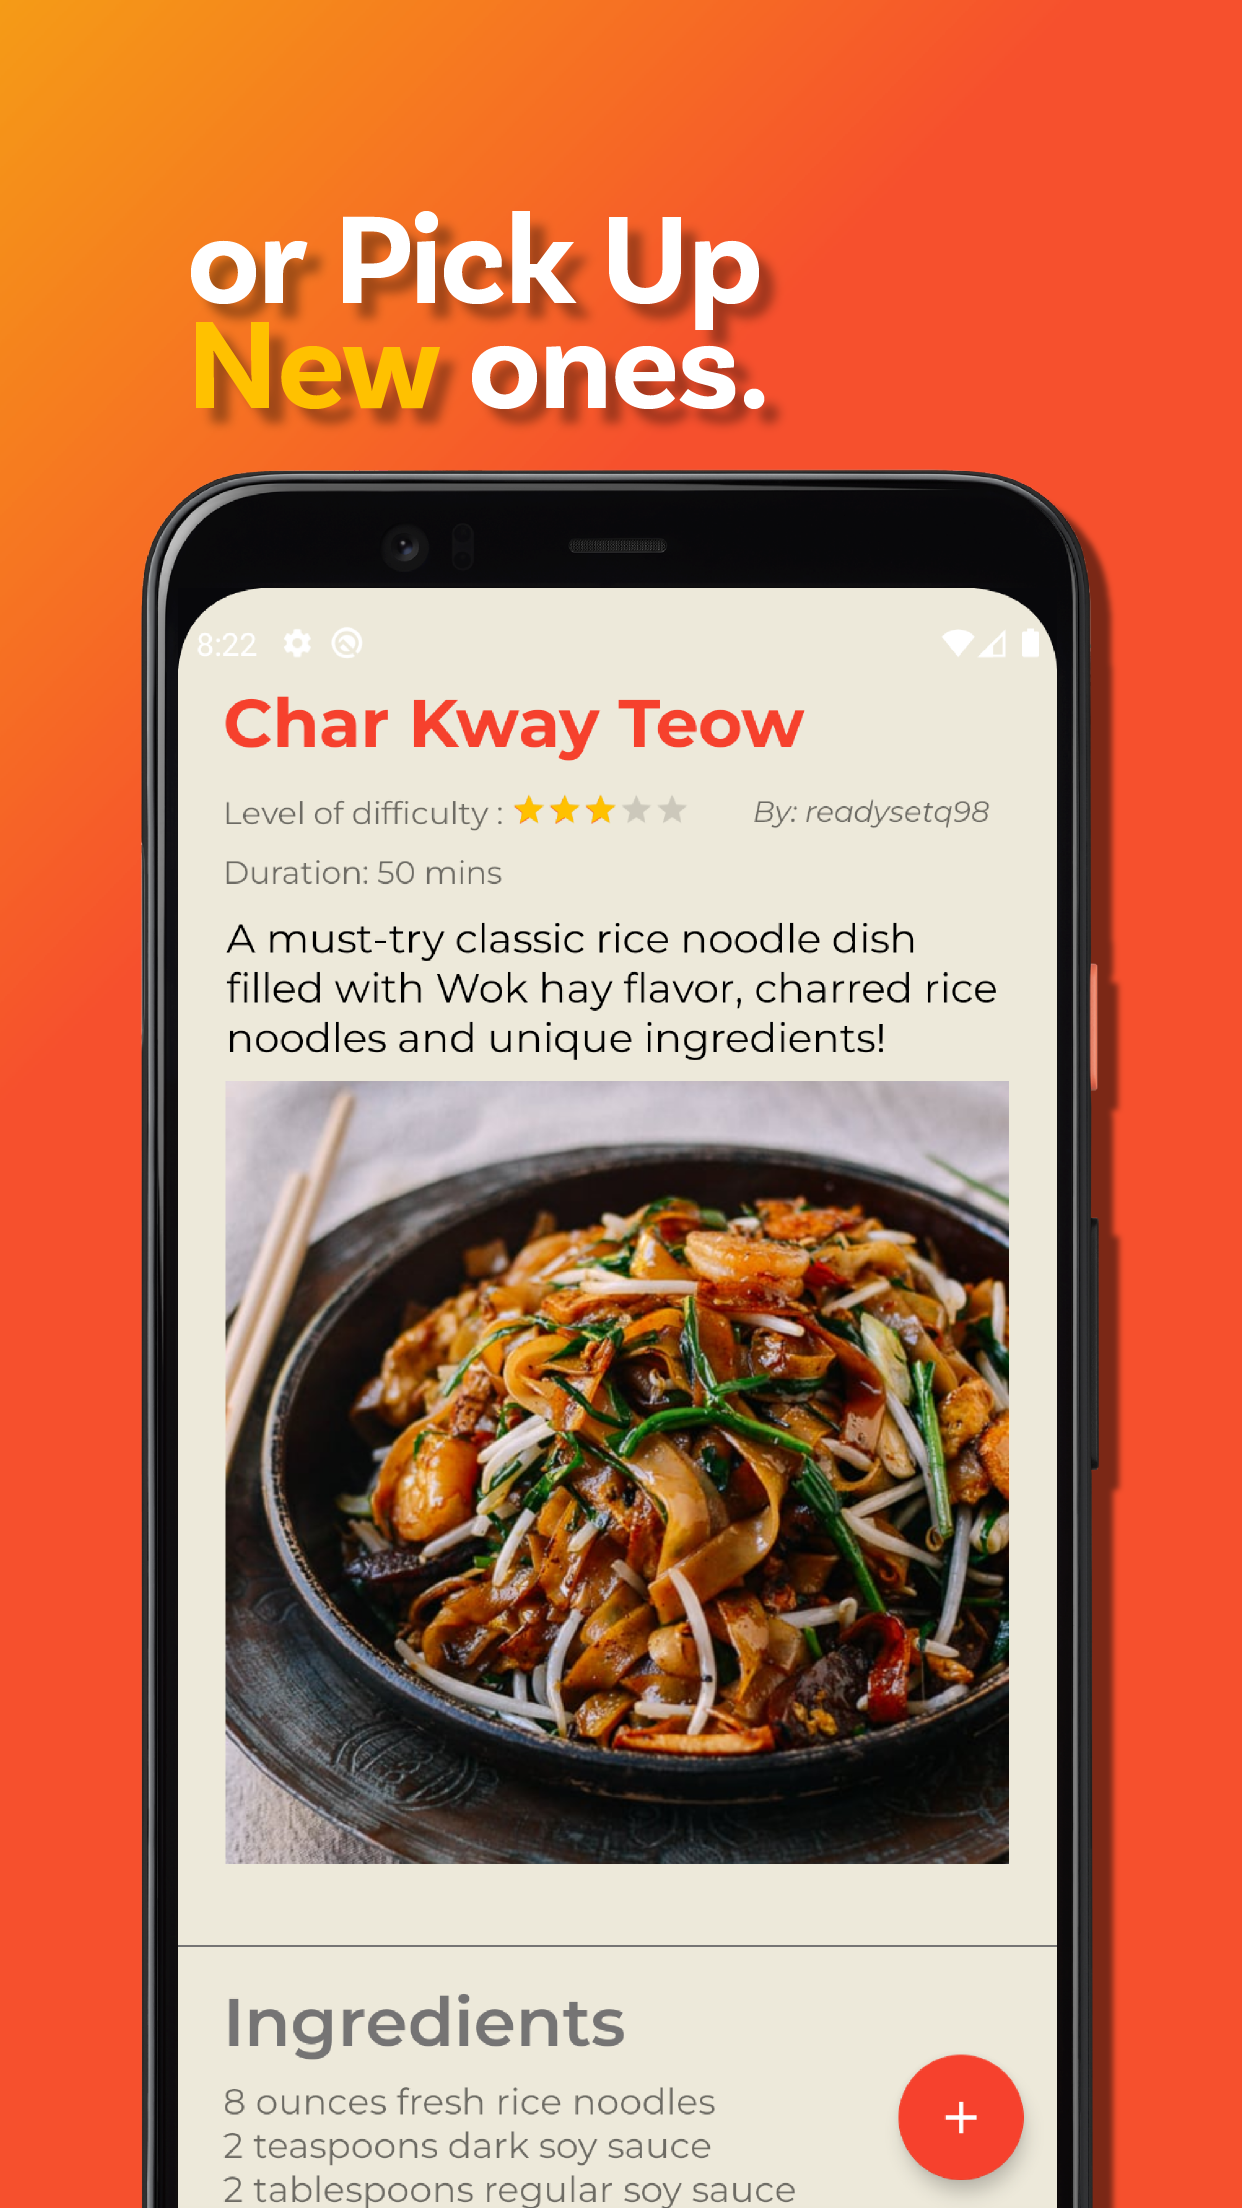 or Pick Up
New ones.
8:22
Char Kway Teow
Level of difficulty :
By: readysetq98
Duration: 50 mins
A must-try classic rice noodle dish
filled with Wok hay flavor, charred rice
noodles and unique ingredients!
Ingredients
8 ounces fresh rice noodles
2 teaspoons dark soy sauce
2 tablespoons regular soy sauce
+